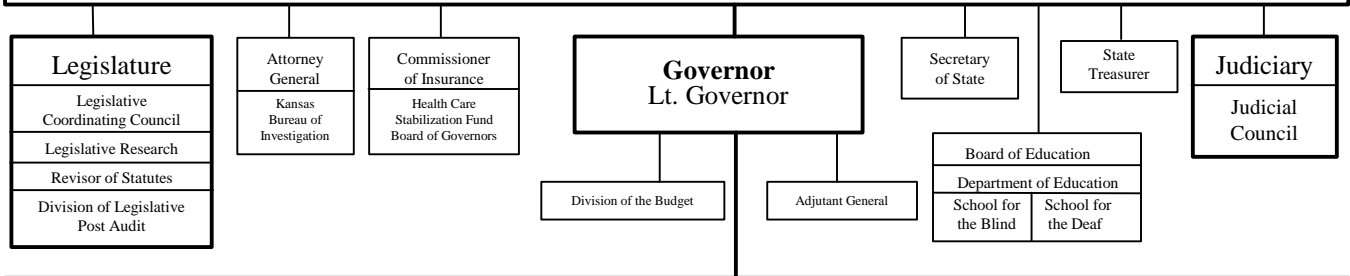 Legislature
Legislative
Coordinating Council
Legislative Research
Revisor of Statutes
Division of Legislative
Post Audit
Attorney
General
Kansas
Bureau of
Investigation
Commissioner
of Insurance
Health Care
Stabilization Fund
Board of Governors
Governor
Lt. Governor
Division of the Budget
Adjutant General
Secretary
of State
Board of Education
Department of Education
School for
the Blind
School for
the Deaf
State
Treasurer
Judiciary
Judicial
Council